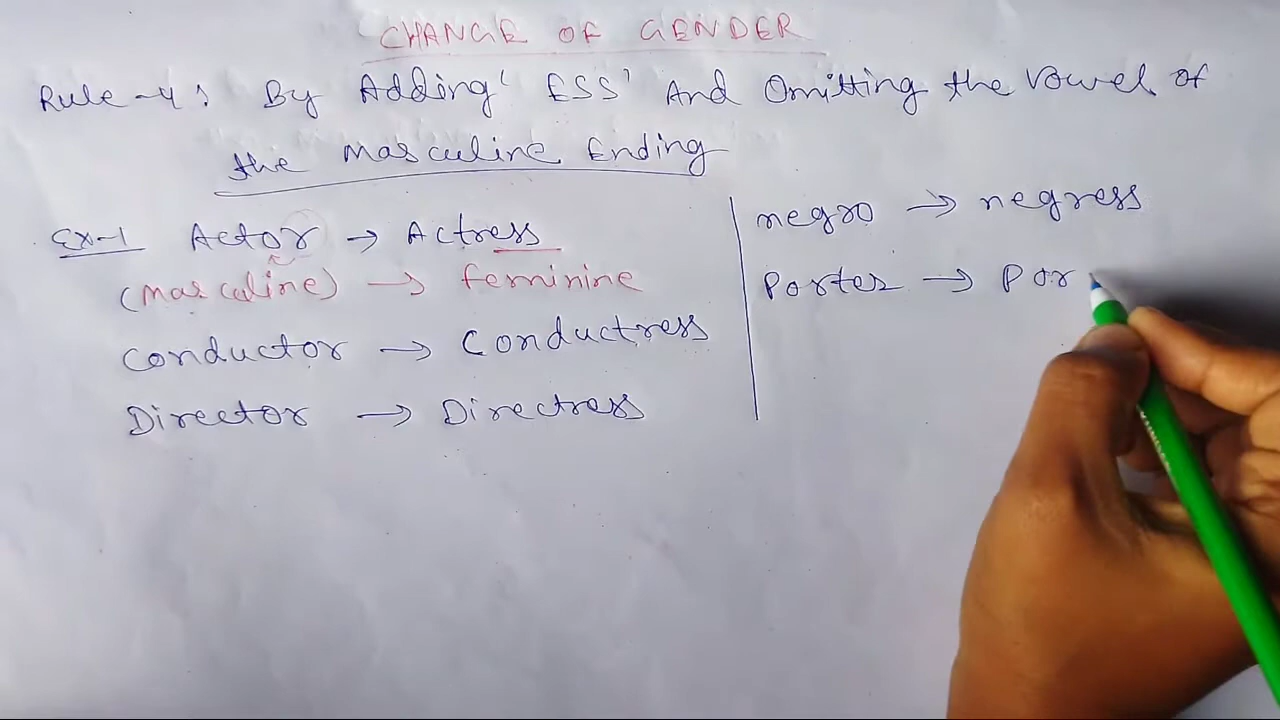 CHANGE OF GENDER
Rule-4: By Adding 'ESS' And Omitting the vowel of
the Masculine Ending
Ex-1 Actor → Actress
(Masculine) → feminine
Conductor → Conductress
Director → Directress
negro → negress
Porter → Por